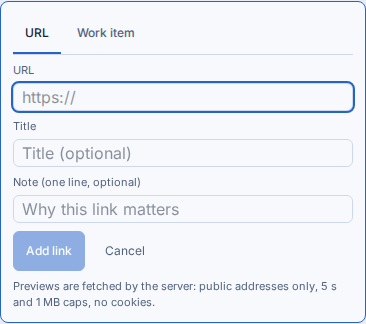 URL Work item
URL
https://
Title
Title (optional)
Note (one line, optional)
Why this link matters
Add link Cancel
Previews are fetched by the server: public addresses only, 5 s
and 1 MB caps, no cookies.